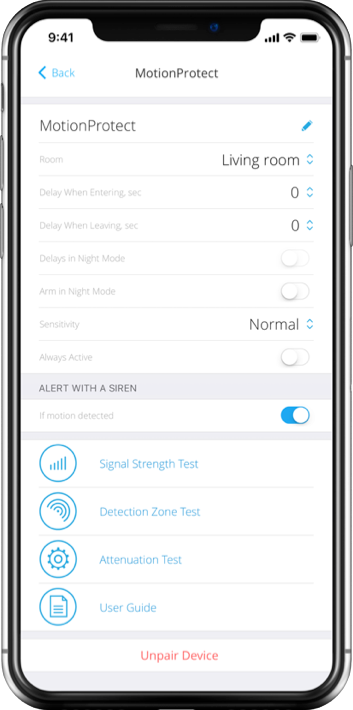 9:41
Back
MotionProtect
MotionProtect
Room
Living room
Delay When Entering, sec
0
Delay When Leaving, sec
0
Delays in Night Mode
Arm in Night Mode
Sensitivity
Normal
Always Active
ALERT WITH A SIREN
If motion detected
Signal Strength Test
Detection Zone Test
Attenuation Test
User Guide
Unpair Device